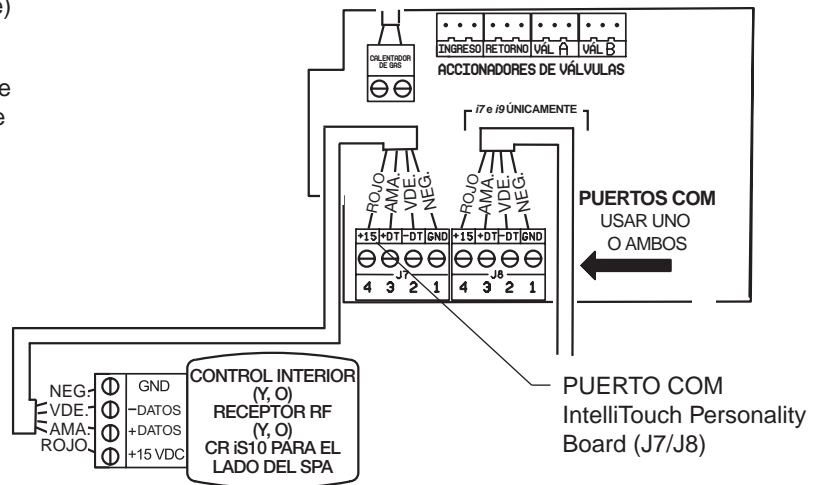 e)
e
e
CALENTADOR
DE GAS
INGRESO RETORNO VÁL A VÁL B
ACCIONADORES DE VÁLVULAS
i7 e i9 ÚNICAMENTE
ROJO AMA. VDE. NEG.
ROJO AMA. VDE. NEG.
PUERTOS COM
USAR UNO
O AMBOS
+15 +DT -DT GND
+15 +DT -DT GND
J7
J8
4 3 2 1
4 3 2 1
NEG. GND
VDE. -DATOS
AMA. +DATOS
ROJO +15 VDC
CONTROL INTERIOR
(Y, O)
RECEPTOR RF
(Y, O)
CR iS10 PARA EL
LADO DEL SPA
PUERTO COM
IntelliTouch Personality
Board (J7/J8)